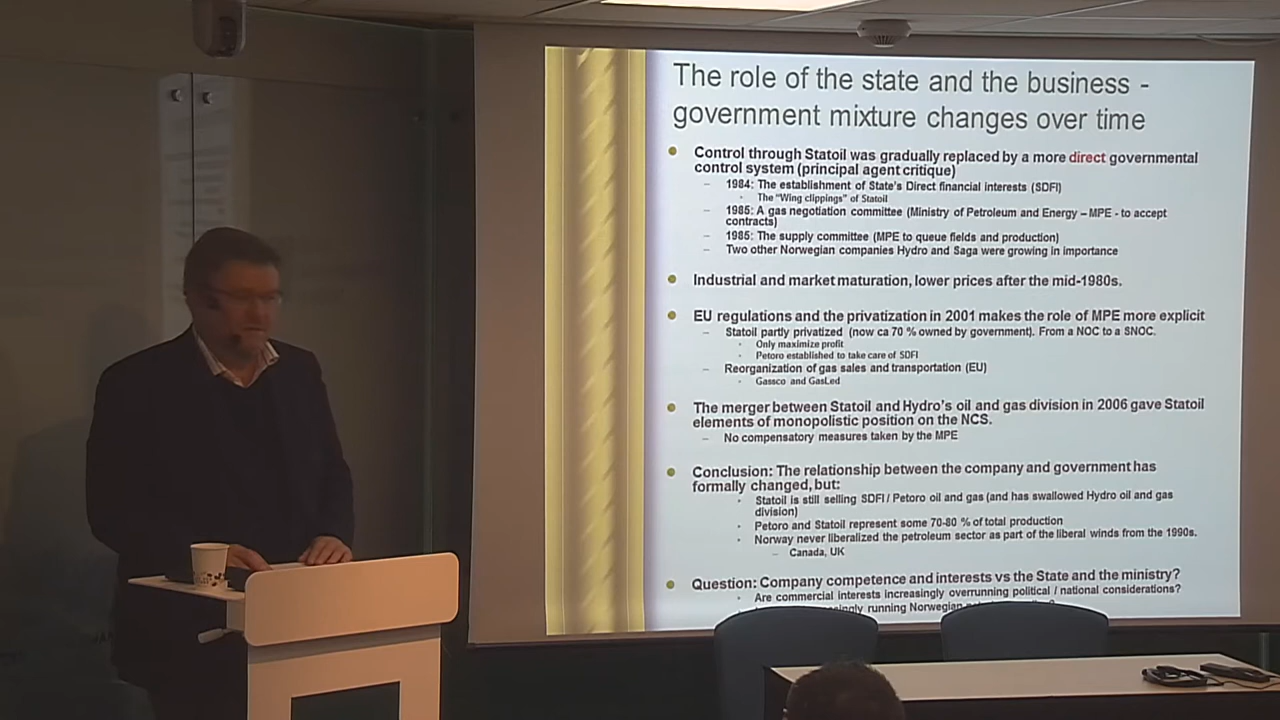 The role of the state and the business -
government mixture changes over time
Control through Statoil was gradually replaced by a more direct governmental
control system (principal agent critique)
– 1984: The establishment of State's Direct financial interests (SDFI)
• The "Wing clippings" of Statoil
– 1985: A gas negotiation committee (Ministry of Petroleum and Energy – MPE - to accept
contracts)
– 1985: The supply committee (MPE to queue fields and production)
– Two other Norwegian companies Hydro and Saga were growing in importance
Industrial and market maturation, lower prices after the mid-1980s.
EU regulations and the privatization in 2001 makes the role of MPE more explicit
– Statoil partly privatized (now ca 70 % owned by government). From a NOC to a SNOC.
• Only maximize profit
• Petoro established to take care of SDFI
– Reorganization of gas sales and transportation (EU)
• Gassco and GasLed
The merger between Statoil and Hydro's oil and gas division in 2006 gave Statoil
elements of monopolistic position on the NCS.
– No compensatory measures taken by the MPE
Conclusion: The relationship between the company and government has
formally changed, but:
• Statoil is still selling SDFI / Petoro oil and gas (and has swallowed Hydro oil and gas
division)
• Petoro and Statoil represent some 70-80 % of total production
• Norway never liberalized the petroleum sector as part of the liberal winds from the 1990s.
– Canada, UK
Question: Company competence and interests vs the State and the ministry?
• Are commercial interests increasingly overrunning political / national considerations?
running Norwegian